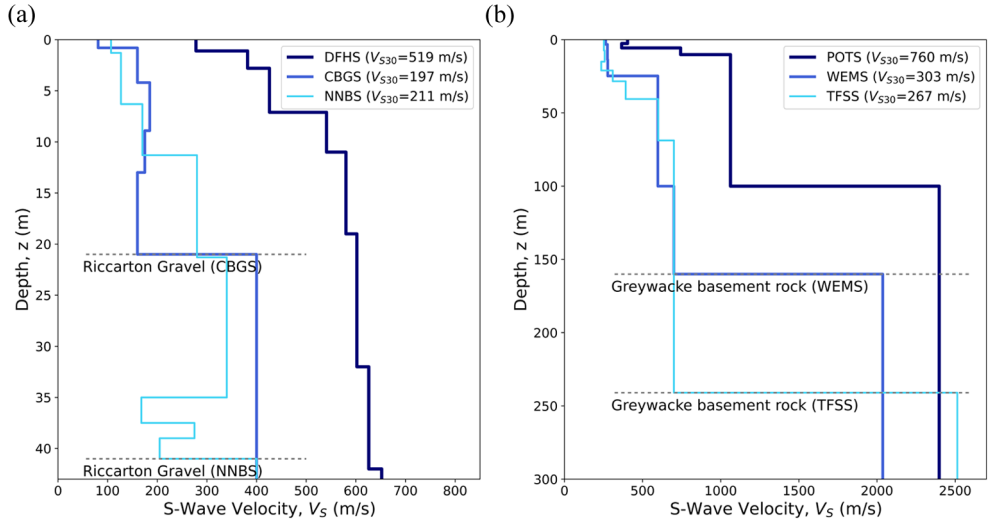 (a)
DFHS (VS30=519 m/s)
CBGS (VS30=197 m/s)
NNBS (VS30=211 m/s)
0
5
10
15
20
25
30
35
40
Depth, z (m)
Riccarton Gravel (CBGS)
Riccarton Gravel (NNBS)
0 100 200 300 400 500 600 700 800
S-Wave Velocity, VS (m/s)
(b)
POTS (VS30=760 m/s)
WEMS (VS30=303 m/s)
TFSS (VS30=267 m/s)
0
50
100
150
200
250
300
Depth, z (m)
Greywacke basement rock (WEMS)
Greywacke basement rock (TFSS)
0 500 1000 1500 2000 2500
S-Wave Velocity, VS (m/s)